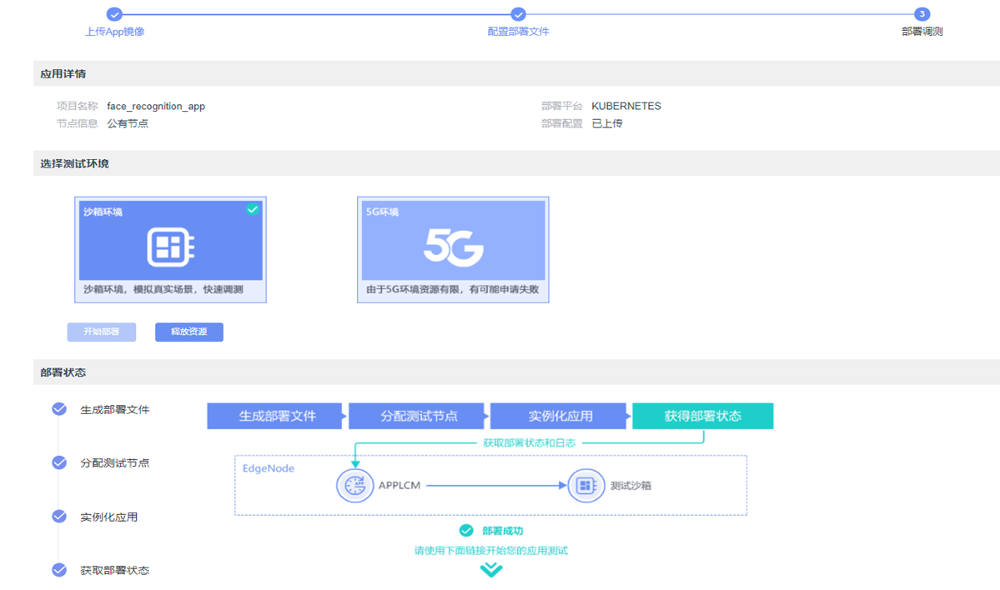 3
上传App镜像
配置部署文件
部署调测
应用详情
项目名称 face_recognition_app
部署平台 KUBERNETES
节点信息 公有节点
部署配置 已上传
选择测试环境
沙箱环境
沙箱环境，模拟真实场景，快速调测
5G环境
5G
由于5G环境资源有限，有可能申请失败
开始部署
释放资源
部署状态
生成部署文件
分配测试节点
实例化应用
获取部署状态
生成部署文件
分配测试节点
实例化应用
获得部署状态
获取部署状态和日志
EdgeNode
APPLCM
测试沙箱
部署成功
请使用下面链接开始您的应用测试